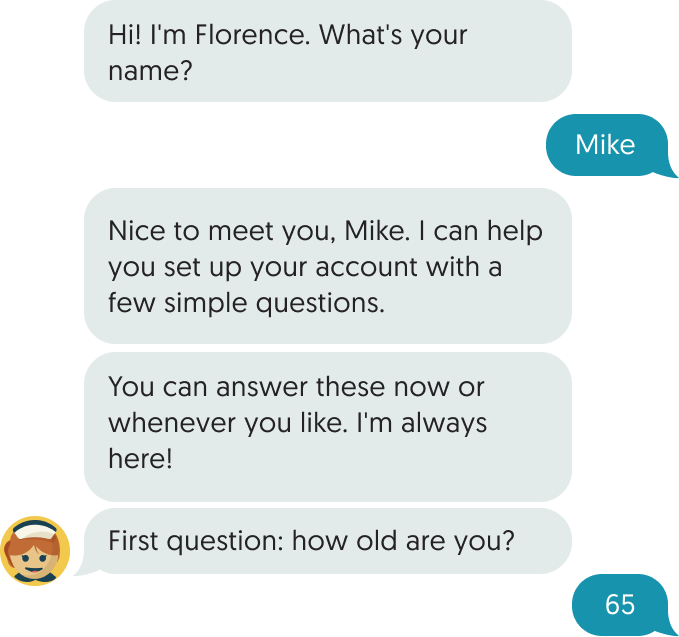 Hi! I'm Florence. What's your
name?
Mike
Nice to meet you, Mike. I can help
you set up your account with a
few simple questions.
You can answer these now or
whenever you like. I'm always
here!
First question: how old are you?
65